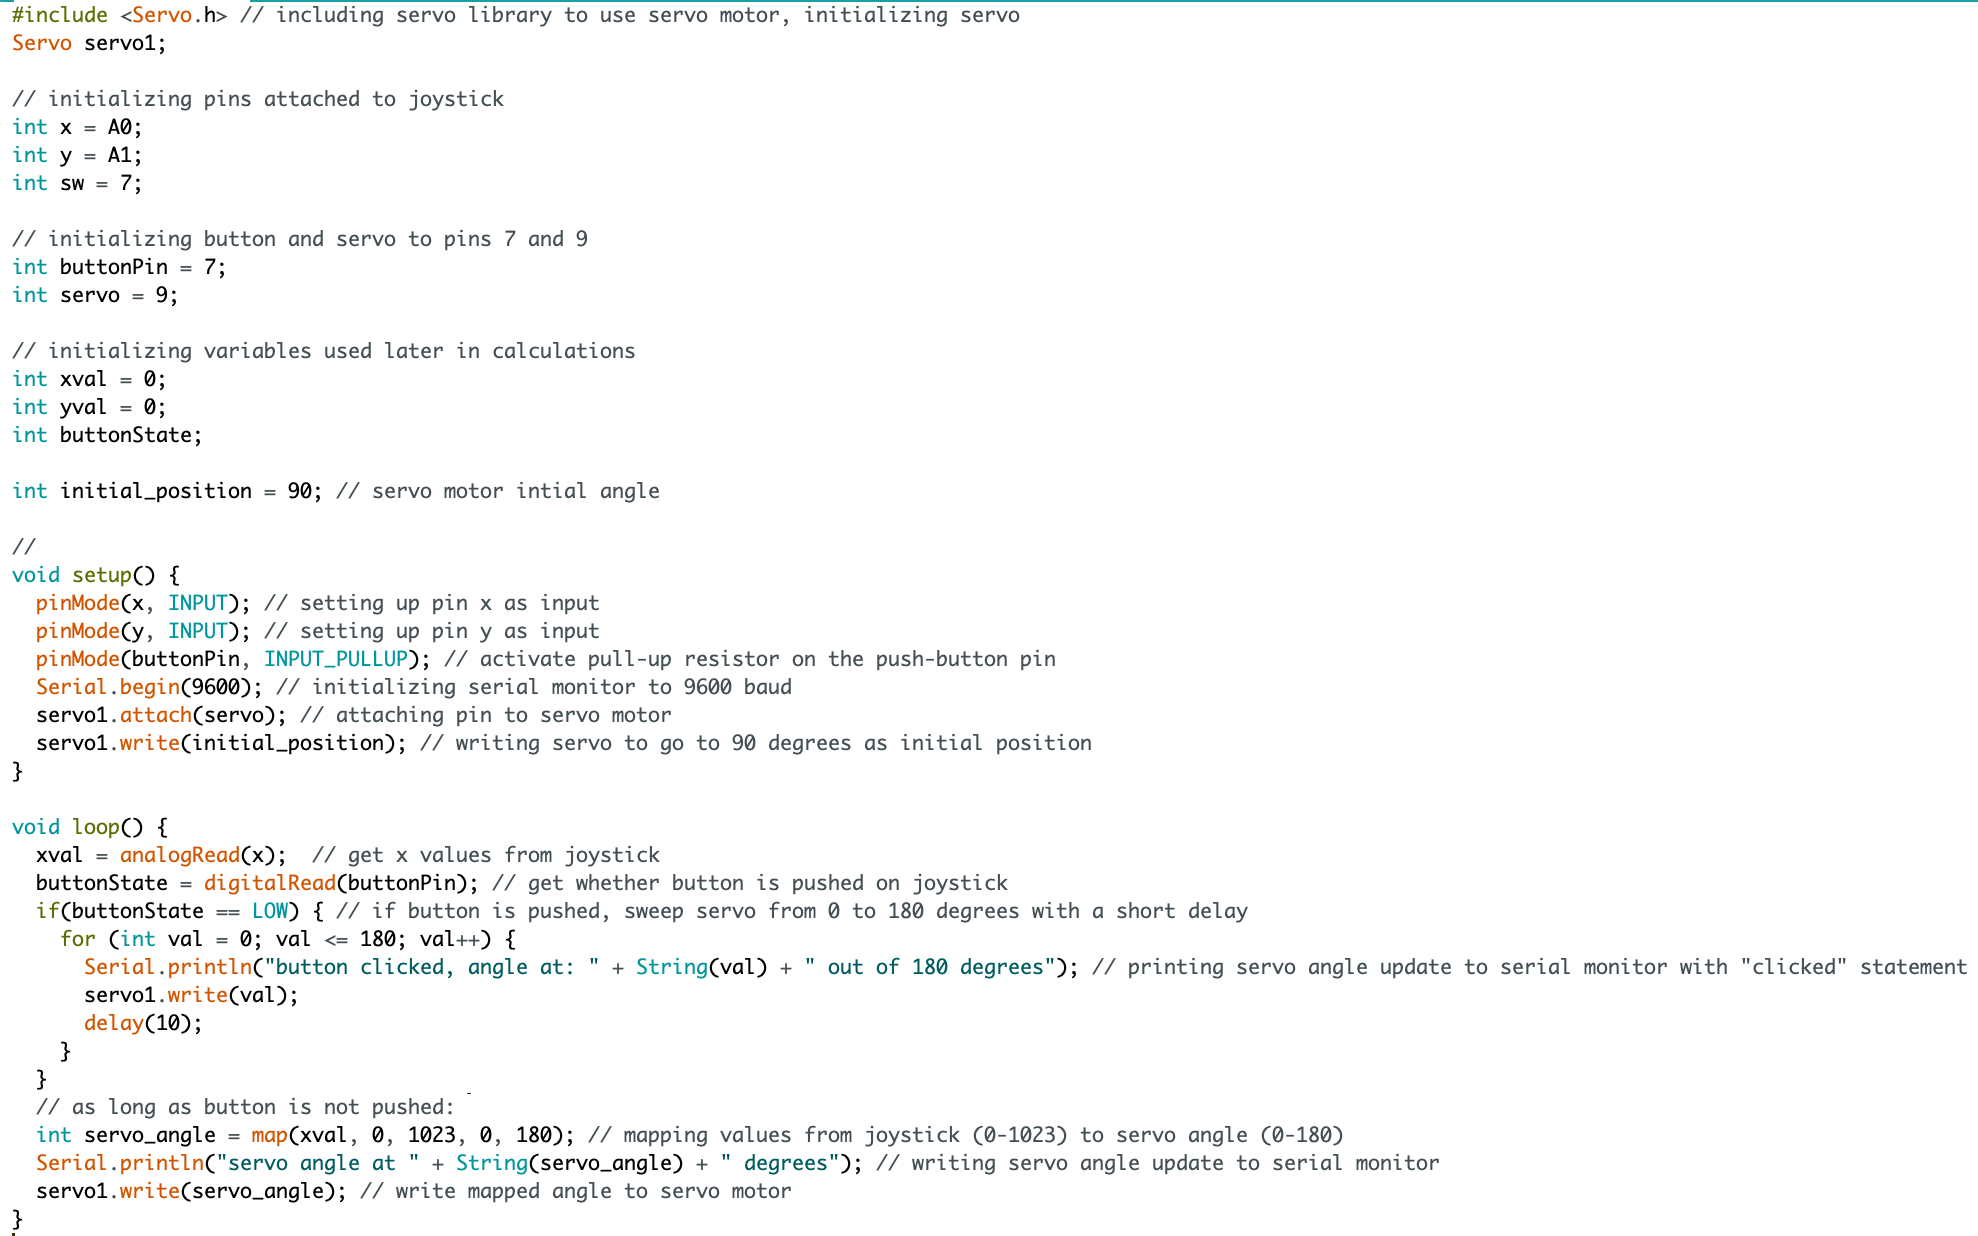 #include <Servo.h> // including servo library to use servo motor, initializing servo
Servo servo1;

// initializing pins attached to joystick
int x = A0;
int y = A1;
int sw = 7;

// initializing button and servo to pins 7 and 9
int buttonPin = 7;
int servo = 9;

// initializing variables used later in calculations
int xval = 0;
int yval = 0;
int buttonState;

int initial_position = 90; // servo motor intial angle

//
void setup() {
  pinMode(x, INPUT); // setting up pin x as input
  pinMode(y, INPUT); // setting up pin y as input
  pinMode(buttonPin, INPUT_PULLUP); // activate pull-up resistor on the push-button pin
  Serial.begin(9600); // initializing serial monitor to 9600 baud
  servo1.attach(servo); // attaching pin to servo motor
  servo1.write(initial_position); // writing servo to go to 90 degrees as initial position
}

void loop() {
  xval = analogRead(x);  // get x values from joystick
  buttonState = digitalRead(buttonPin); // get whether button is pushed on joystick
  if(buttonState == LOW) { // if button is pushed, sweep servo from 0 to 180 degrees with a short delay
    for (int val = 0; val <= 180; val++) {
      Serial.println("button clicked, angle at: " + String(val) + " out of 180 degrees"); // printing servo angle update to serial monitor with "clicked" statement
      servo1.write(val);
      delay(10);
    }
  }
  // as long as button is not pushed:
  int servo_angle = map(xval, 0, 1023, 0, 180); // mapping values from joystick (0-1023) to servo angle (0-180)
  Serial.println("servo angle at " + String(servo_angle) + " degrees"); // writing servo angle update to serial monitor
  servo1.write(servo_angle); // write mapped angle to servo motor
}